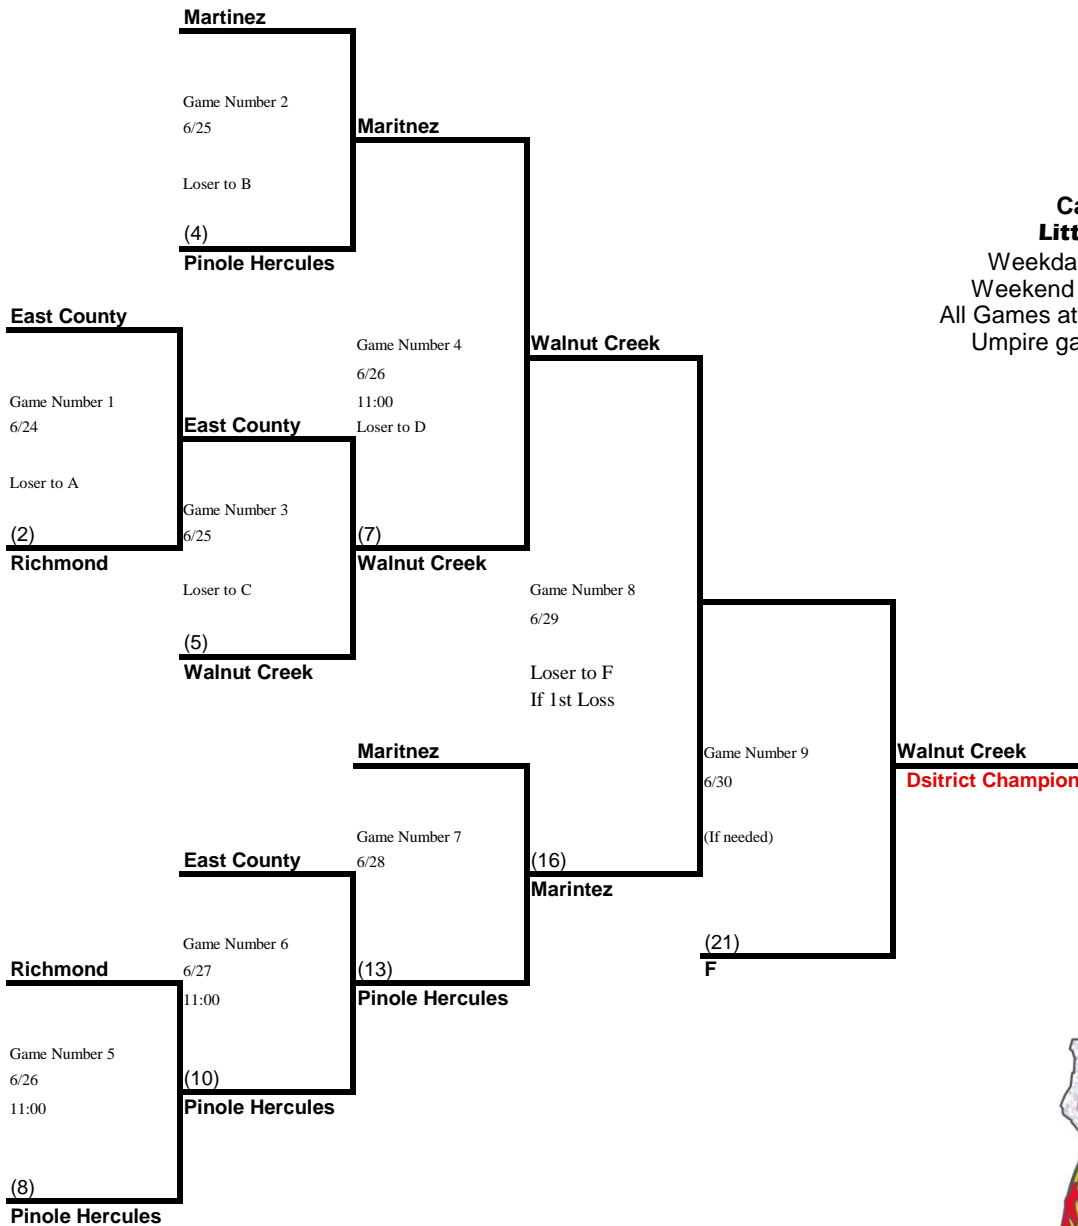 Martinez
Game Number 2
6/25
Maritnez
Loser to B
(4)
Pinole Hercules
Ca
Litt
Weekda
Weekend
All Games at
Umpire ga
East County
Game Number 4
6/26
11:00
Loser to D
Walnut Creek
Game Number 1
6/24
East County
Loser to A
Game Number 3
6/25
(2)
Richmond
(7)
Walnut Creek
Loser to C
(5)
Walnut Creek
Game Number 8
6/29
Loser to F
If 1st Loss
Maritnez
Game Number 9
6/30
(If needed)
Walnut Creek
Dsitrict Champion
Game Number 7
6/28
East County
(16)
Marintez
Game Number 6
6/27
11:00
Richmond
(13)
Pinole Hercules
(21)
F
Game Number 5
6/26
11:00
(10)
Pinole Hercules
(8)
Pinole Hercules